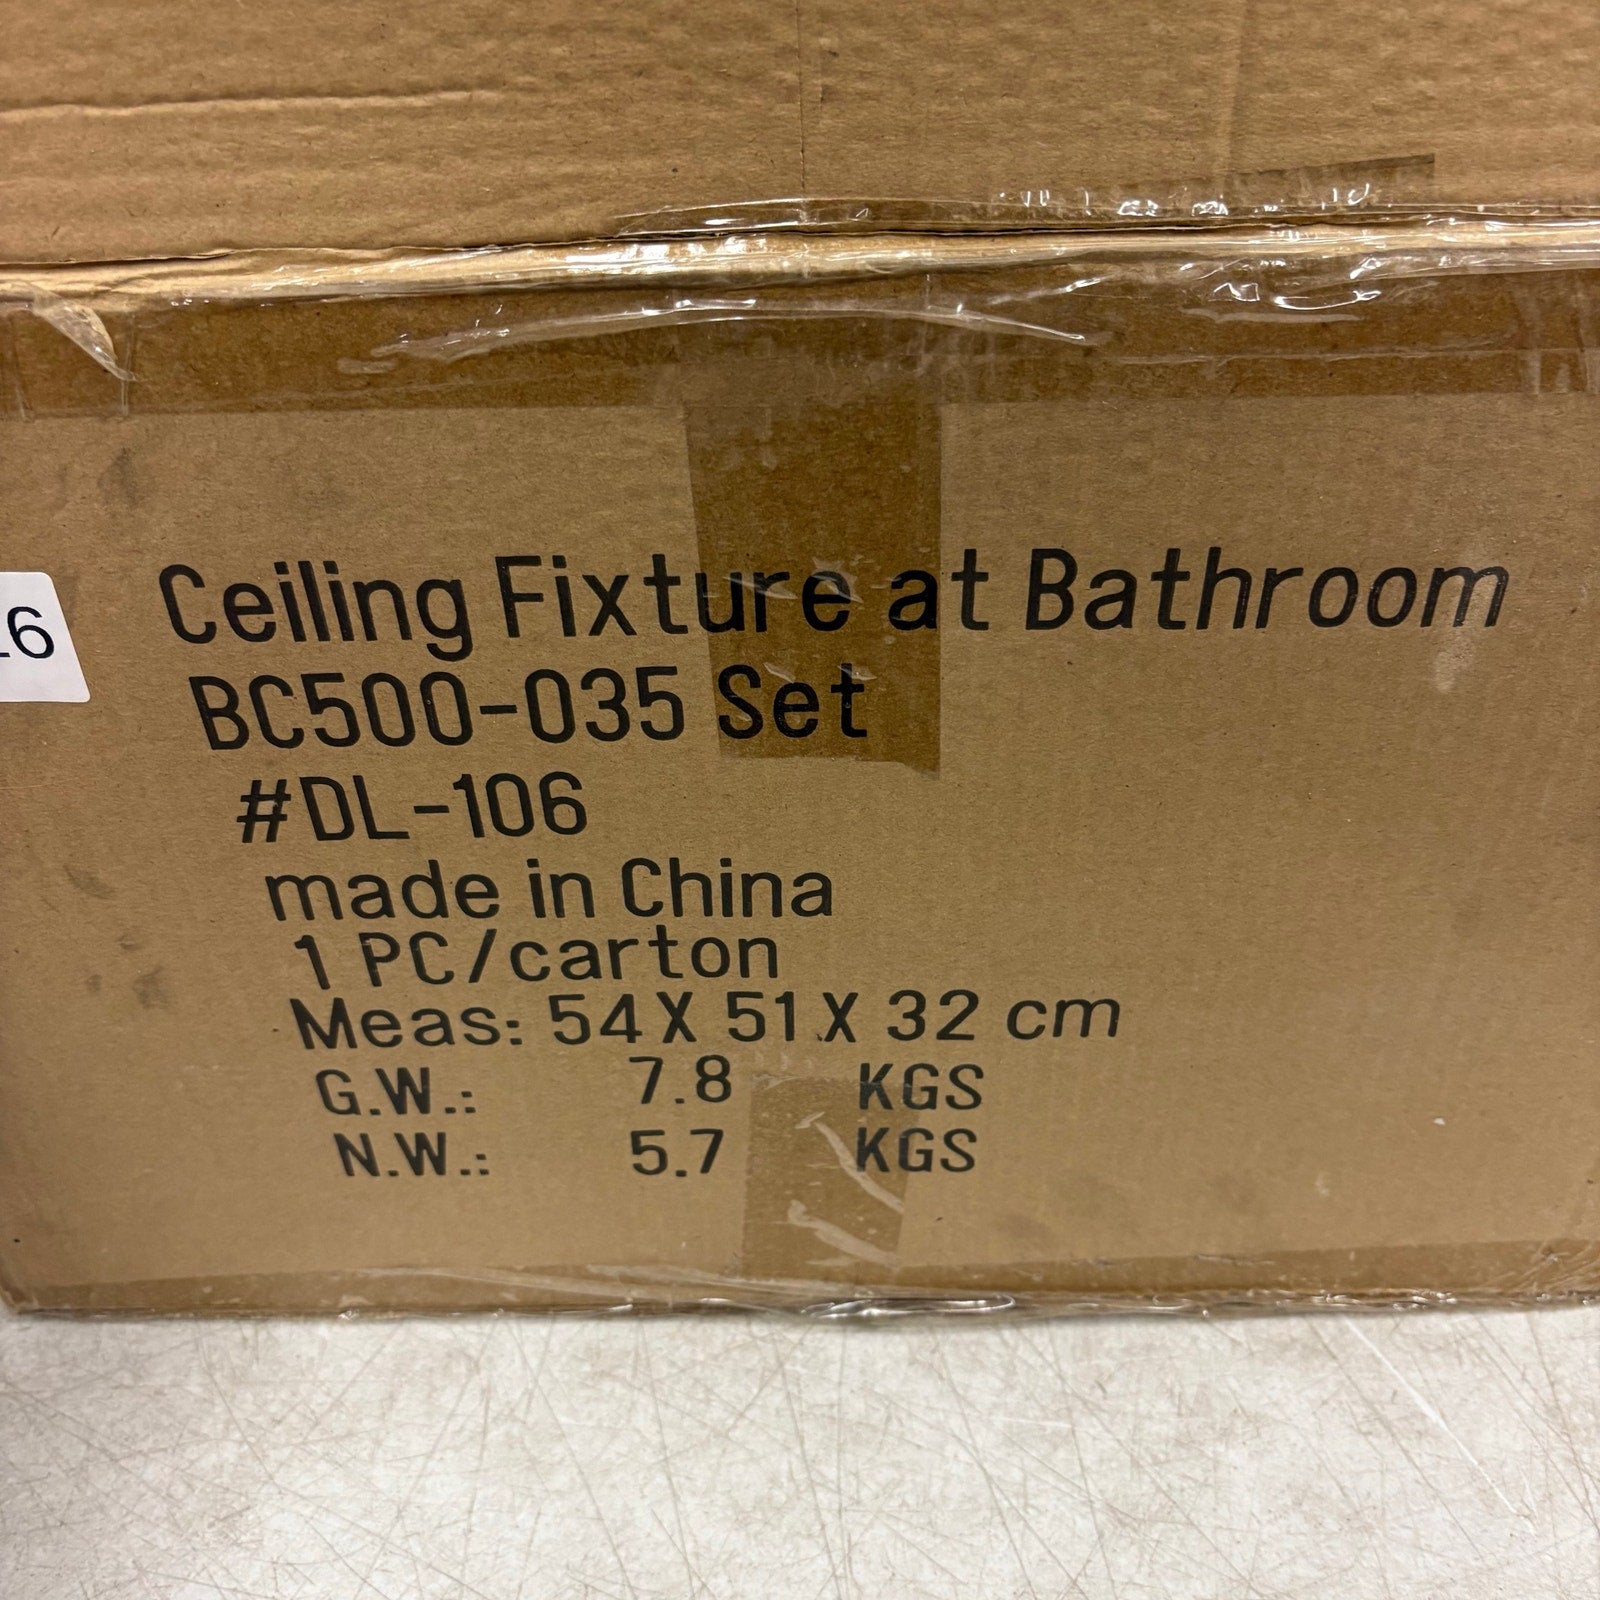 Ceiling Fixture at Bathroom
BC500-035 Set
#DL-106
made in China
1 PC/carton
Meas: 54 X 51 X 32 cm
G.W.: 7.8 KGS
N.W.: 5.7 KGS
6